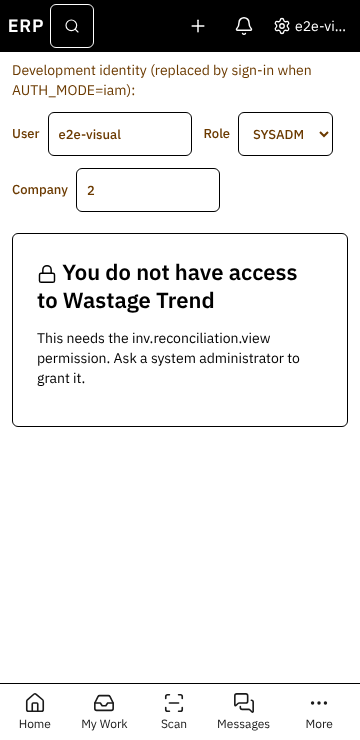 ERP
e2e-vi...
Development identity (replaced by sign-in when
AUTH_MODE=iam):
User
e2e-visual
Role
SYSADM
Company
2
You do not have access
to Wastage Trend
This needs the inv.reconciliation.view
permission. Ask a system administrator to
grant it.
Home
My Work
Scan
Messages
More